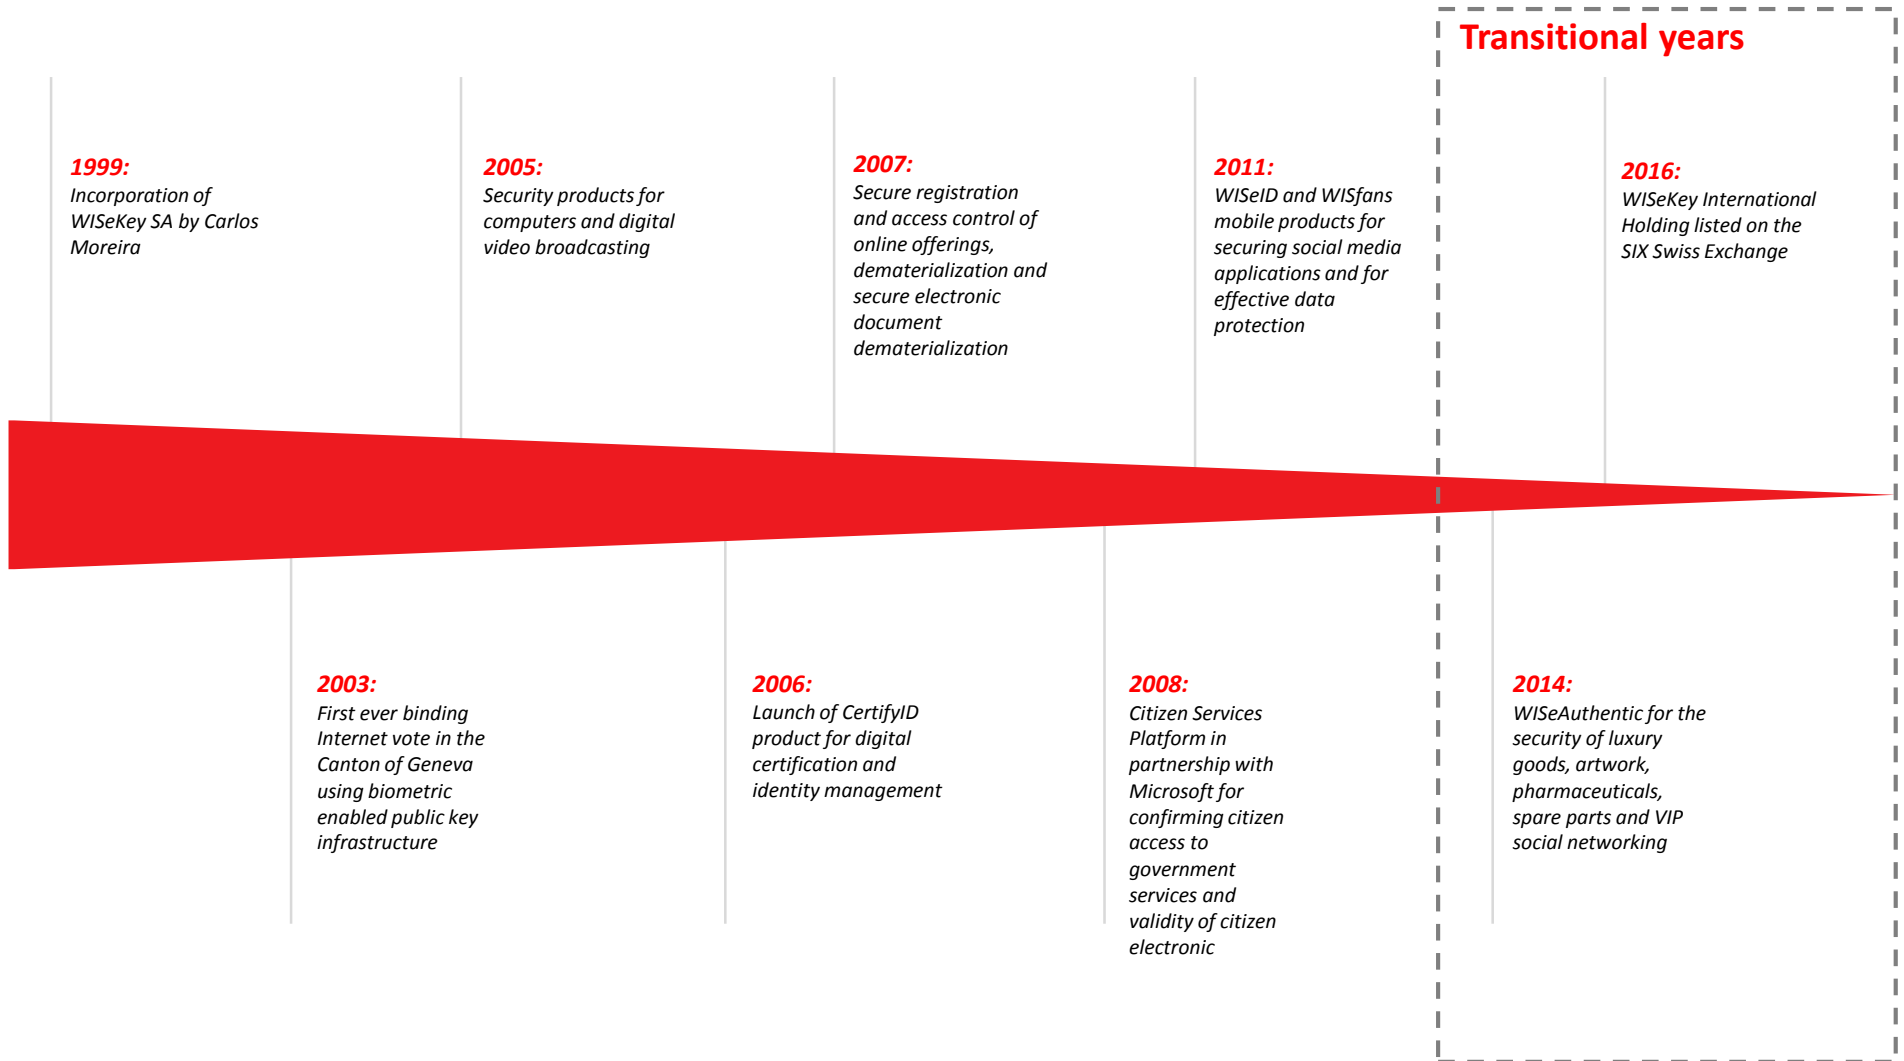 Transitional years
1999:
Incorporation of
WISeKey SA by Carlos
Moreira
2005:
Security products for
computers and digital
video broadcasting
2007:
Secure registration
and access control of
online offerings,
dematerialization and
secure electronic
document
dematerialization
2011:
WISeID and WISfans
mobile products for
securing social media
applications and for
effective data
protection
2016:
WISeKey International
Holding listed on the
SIX Swiss Exchange
2003:
First ever binding
Internet vote in the
Canton of Geneva
using biometric
enabled public key
infrastructure
2006:
Launch of CertifyID
product for digital
certification and
identity management
2008:
Citizen Services
Platform in
partnership with
Microsoft for
confirming citizen
access to
government
services and
validity of citizen
electronic
2014:
WISeAuthentic for the
security of luxury
goods, artwork,
pharmaceuticals,
spare parts and VIP
social networking